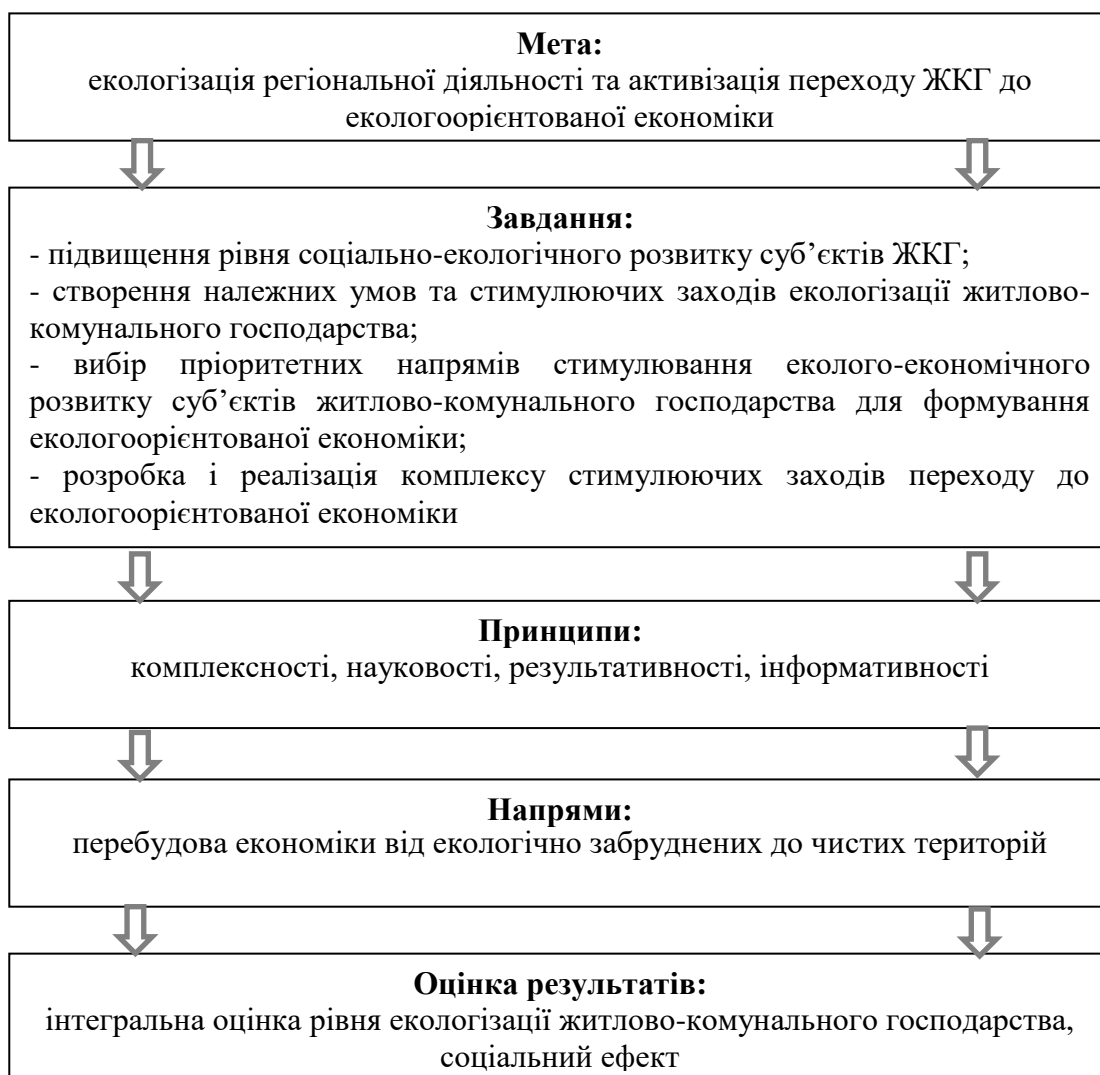 Мета:
екологізація регіональної діяльності та активізація переходу ЖКГ до
екологоорієнтованої економіки
Завдання:
- підвищення рівня соціально-екологічного розвитку суб’єктів ЖКГ;
- створення належних умов та стимулюючих заходів екологізації житлово-
комунального господарства;
- вибір пріоритетних напрямів стимулювання еколого-економічного
розвитку суб’єктів житлово-комунального господарства для формування
екологоорієнтованої економіки;
- розробка і реалізація комплексу стимулюючих заходів переходу до
екологоорієнтованої економіки
Принципи:
комплексності, науковості, результативності, інформативності
Напрями:
перебудова економіки від екологічно забруднених до чистих територій
Оцінка результатів:
інтегральна оцінка рівня екологізації житлово-комунального господарства,
соціальний ефект